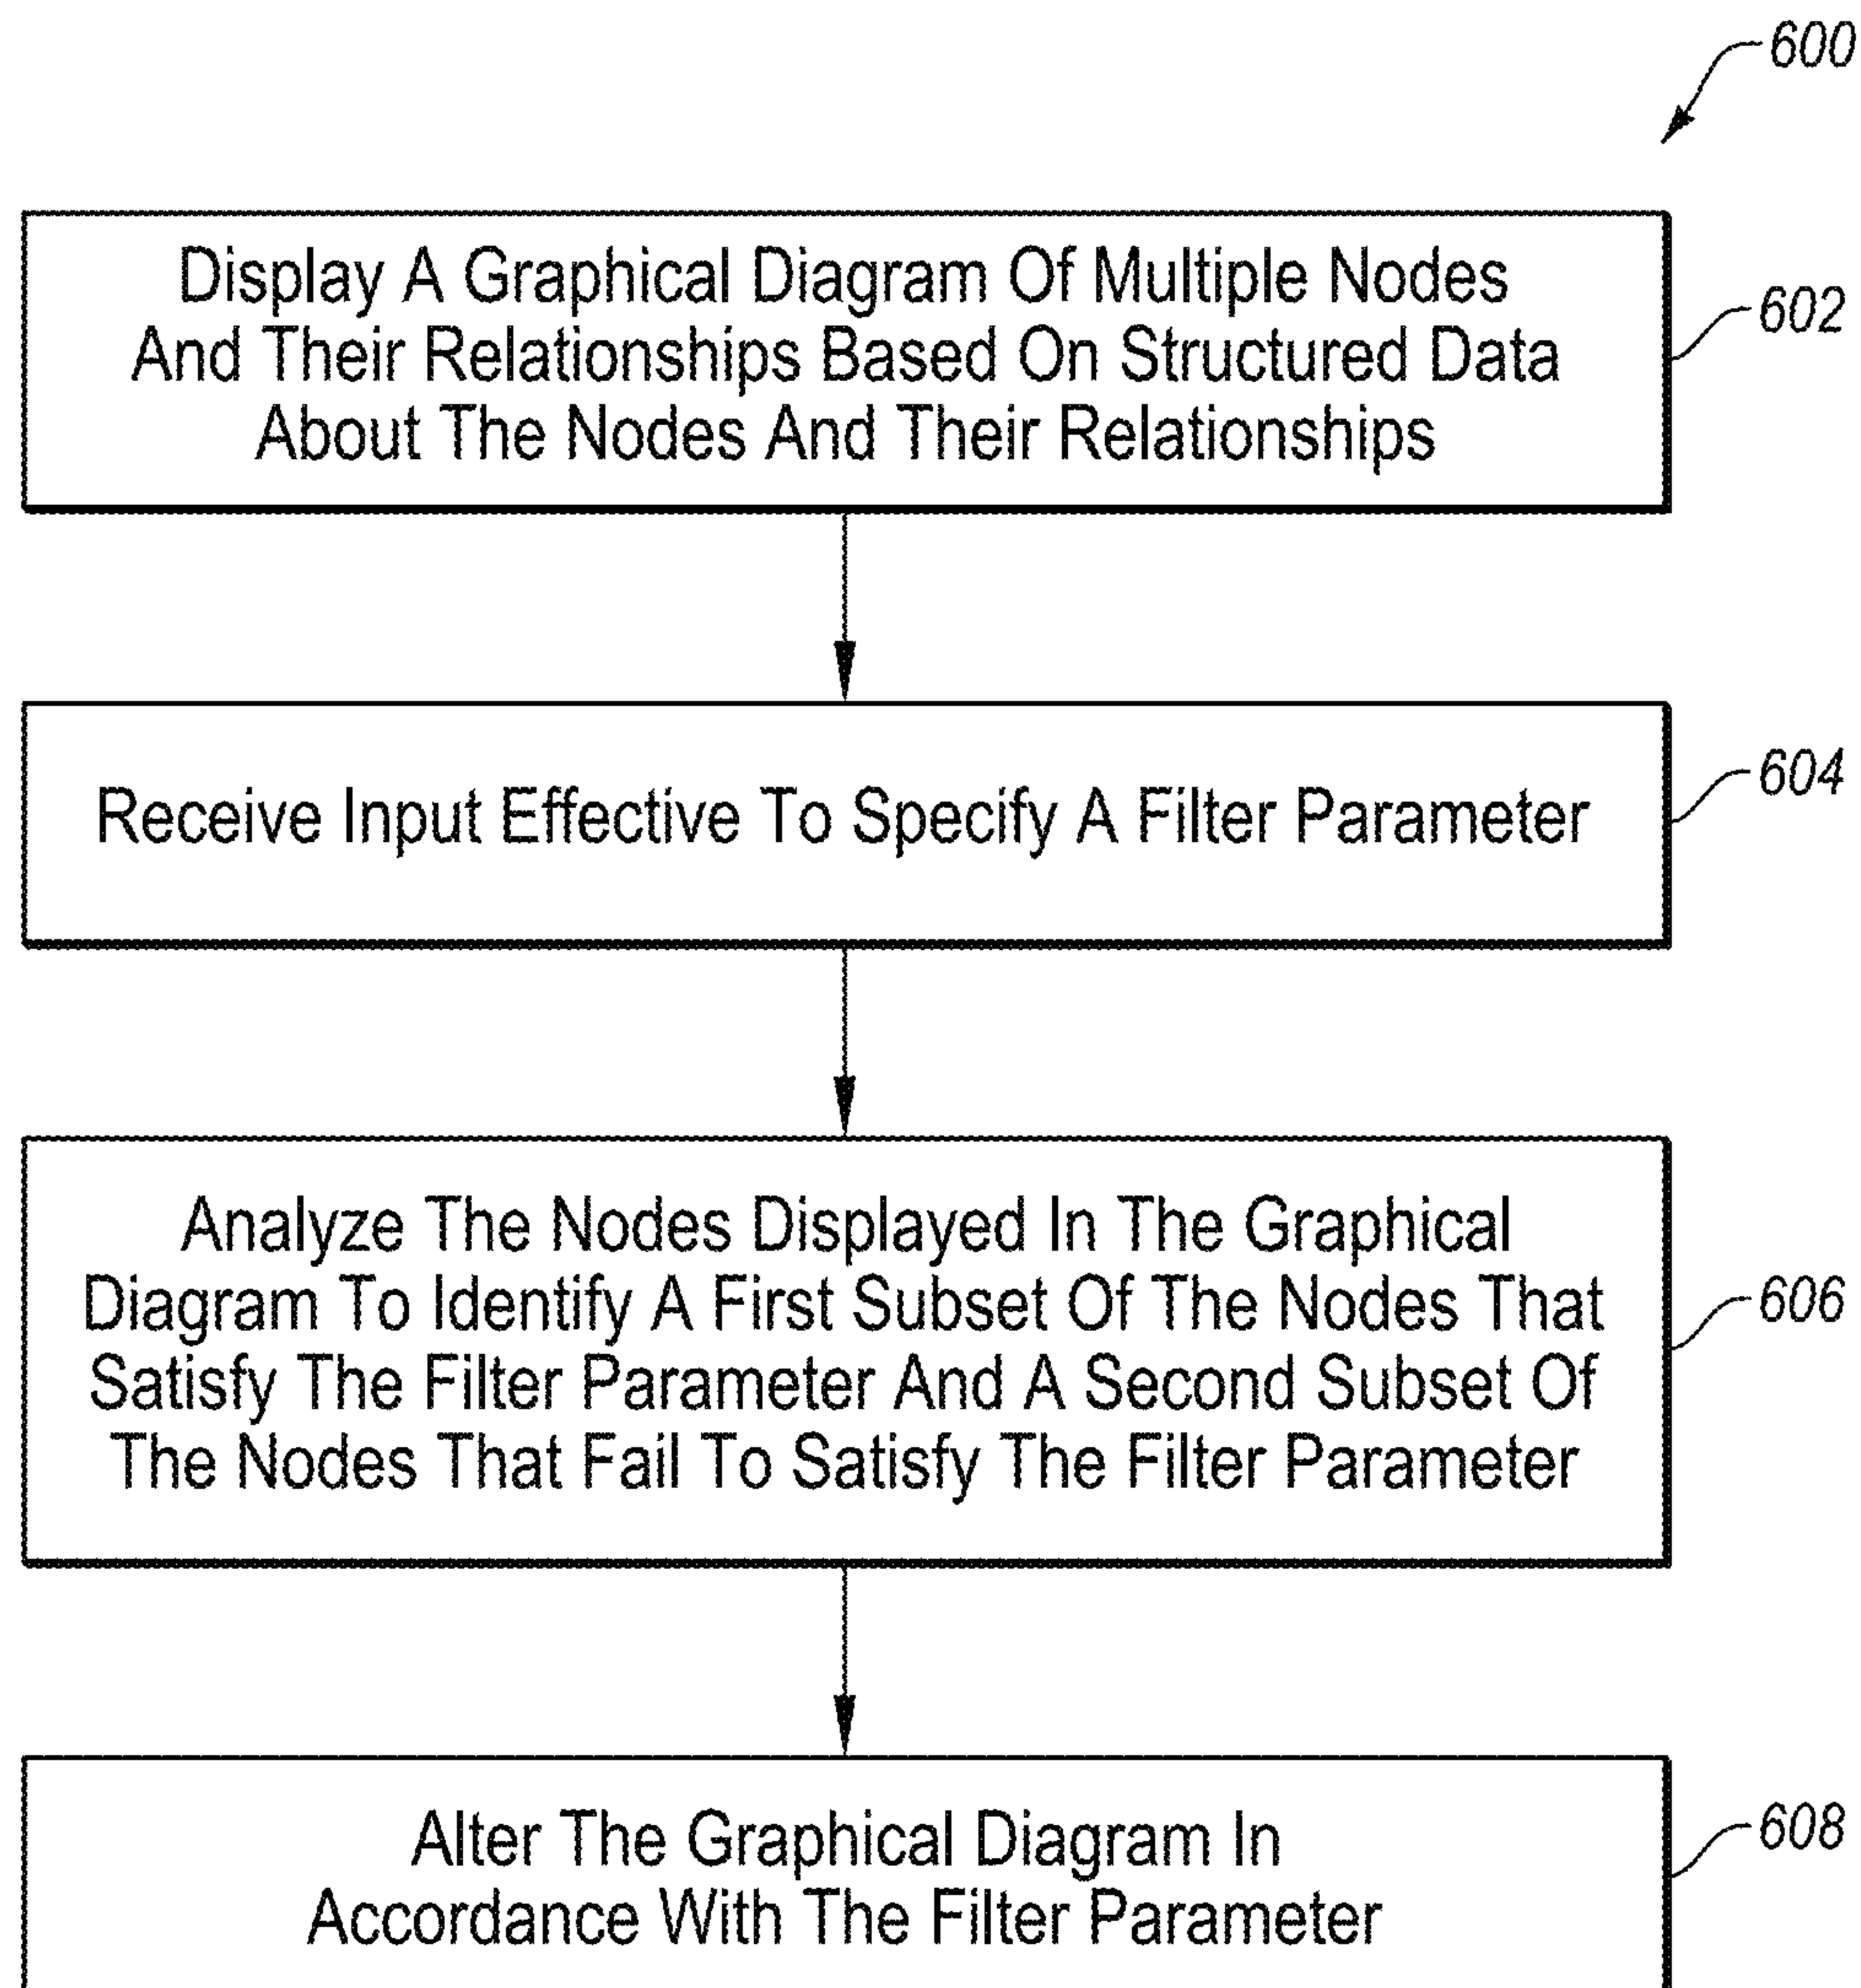 600
Display A Graphical Diagram Of Multiple Nodes
And Their Relationships Based On Structured Data
About The Nodes And Their Relationships
602
Receive Input Effective To Specify A Filter Parameter
604
Analyze The Nodes Displayed In The Graphical
Diagram To Identify A First Subset Of The Nodes That
Satisfy The Filter Parameter And A Second Subset Of
The Nodes That Fail To Satisfy The Filter Parameter
606
Alter The Graphical Diagram In
Accordance With The Filter Parameter
608